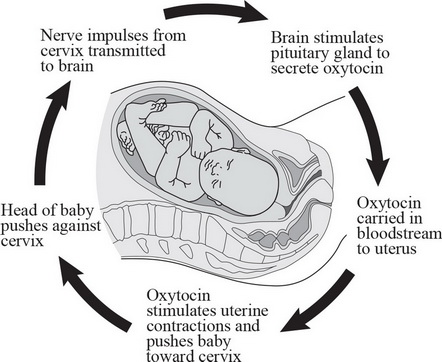 Nerve impulses from
cervix transmitted
to brain
Brain stimulates
pituitary gland to
secrete oxytocin
Oxytocin
carried in
bloodstream
to uterus
Oxytocin
stimulates uterine
contractions and
pushes baby
toward cervix
Head of baby
pushes against
cervix